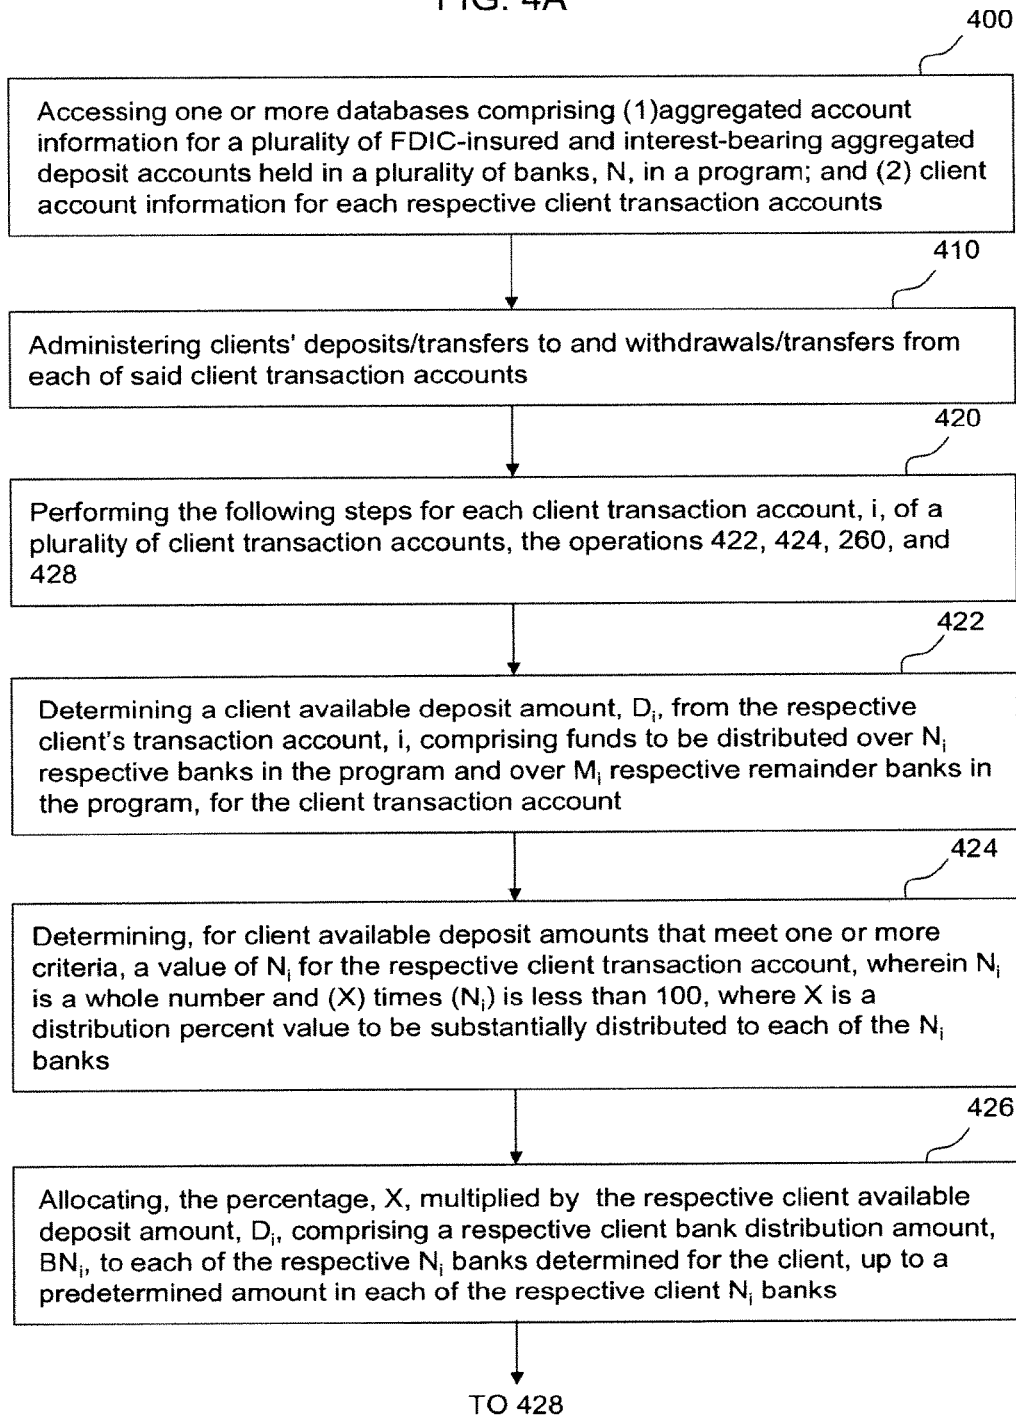 FIG. 4A
400
Accessing one or more databases comprising (1)aggregated account
information for a plurality of FDIC-insured and interest-bearing aggregated
deposit accounts held in a plurality of banks, N, in a program; and (2) client
account information for each respective client transaction accounts
410
Administering clients' deposits/transfers to and withdrawals/transfers from
each of said client transaction accounts
420
Performing the following steps for each client transaction account, i, of a
plurality of client transaction accounts, the operations 422, 424, 260, and
428
422
Determining a client available deposit amount, Di, from the respective
client's transaction account, i, comprising funds to be distributed over Ni
respective banks in the program and over Mi respective remainder banks in
the program, for the client transaction account
424
Determining, for client available deposit amounts that meet one or more
criteria, a value of Ni for the respective client transaction account, wherein Ni
is a whole number and (X) times (Ni) is less than 100, where X is a
distribution percent value to be substantially distributed to each of the Ni
banks
426
Allocating, the percentage, X, multiplied by the respective client available
deposit amount, Di, comprising a respective client bank distribution amount,
BNi, to each of the respective Ni banks determined for the client, up to a
predetermined amount in each of the respective client Ni banks
TO 428